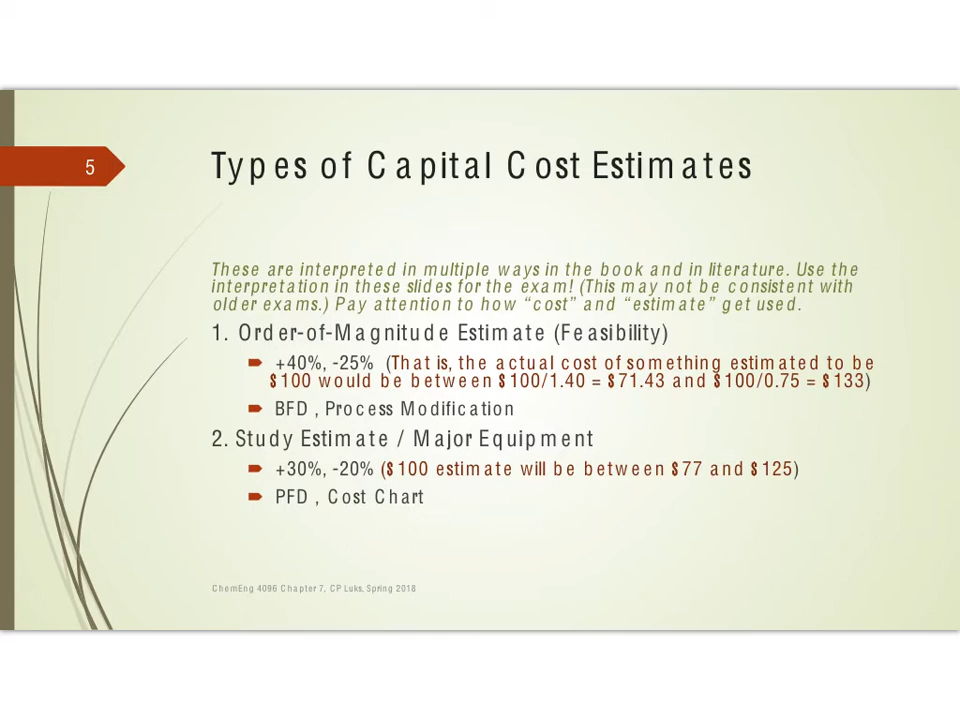 5
Types of Capital Cost Estimates
These are interpreted in multiple ways in the book and in literature. Use the
interpretation in these slides for the exam! (This may not be consistent with
older exams.) Pay attention to how “cost” and “estimate” get used.
1. Order-of-Magnitude Estimate (Feasibility)
+40%, -25% (That is, the actual cost of something estimated to be
$100 would be between $100/1.40 = $71.43 and $100/0.75 = $133)
BFD , Process Modification
2. Study Estimate / Major Equipment
+30%, -20% ($100 estimate will be between $77 and $125)
PFD , Cost Chart
ChemEng 4096 Chapter 7, CP Luks, Spring 2018